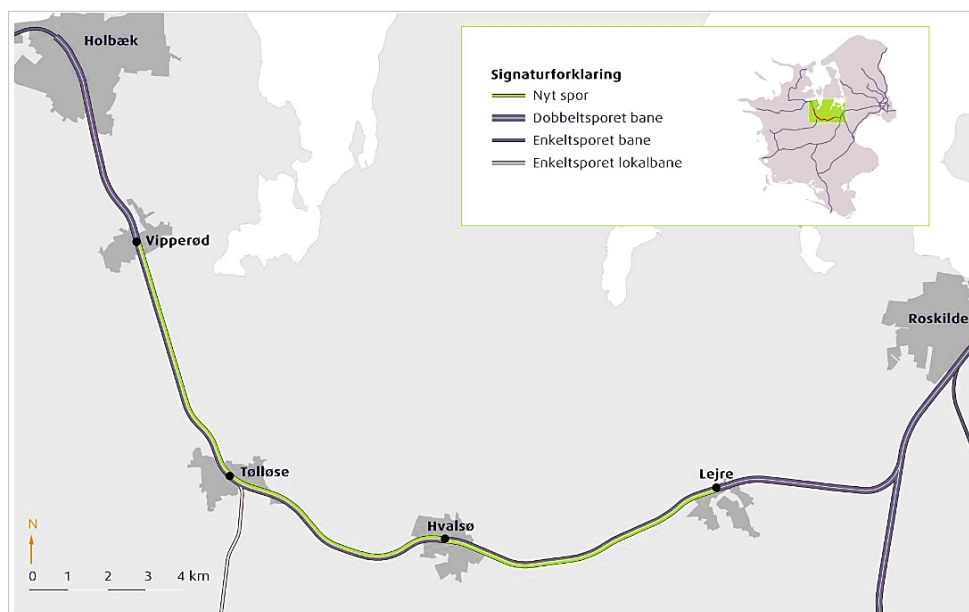 Holbæk
Signaturforklaring
Nyt spor
Dobbeltsporet bane
Enkeltsporet bane
Enkeltsporet lokalbane
Vipperød
Roskilde
Tølløse
Lejre
Hvalsø
N
0 1 2 3 4 km